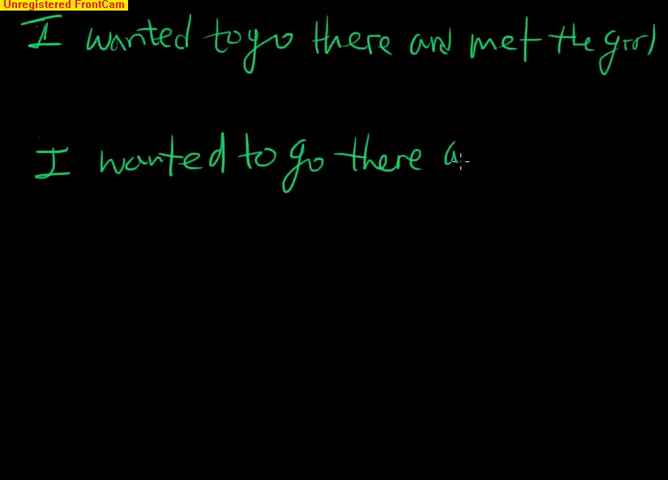 Unregistered FrontCam
I wanted to go there and met the girl
I wanted to go there a